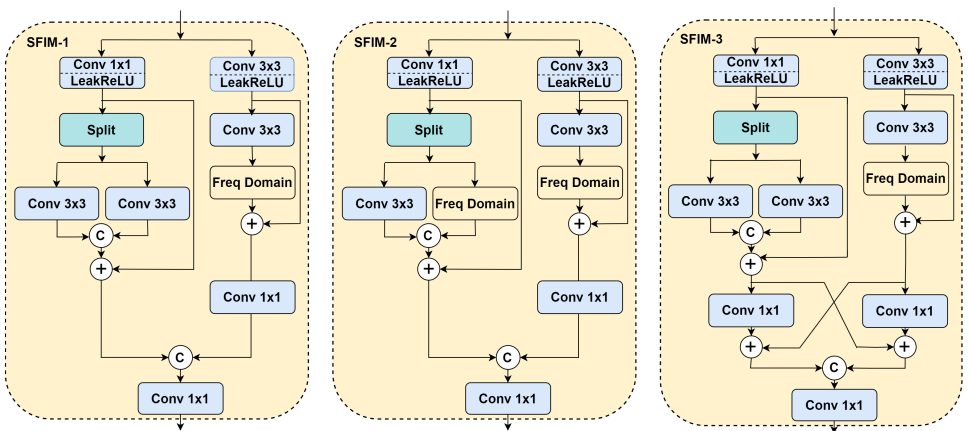 SFIM-1
Conv 1x1
LeakReLU
Conv 3x3
LeakReLU
Split
Conv 3x3
Conv 3x3
Conv 3x3
Freq Domain
C
+
+
Conv 1x1
C
Conv 1x1
SFIM-2
Conv 1x1
LeakReLU
Conv 3x3
LeakReLU
Split
Conv 3x3
Conv 3x3
Freq Domain
Freq Domain
C
+
+
Conv 1x1
C
Conv 1x1
SFIM-3
Conv 1x1
LeakReLU
Conv 3x3
LeakReLU
Split
Conv 3x3
Freq Domain
Conv 3x3
Conv 3x3
C
+
+
Conv 1x1
Conv 1x1
+
+
C
Conv 1x1